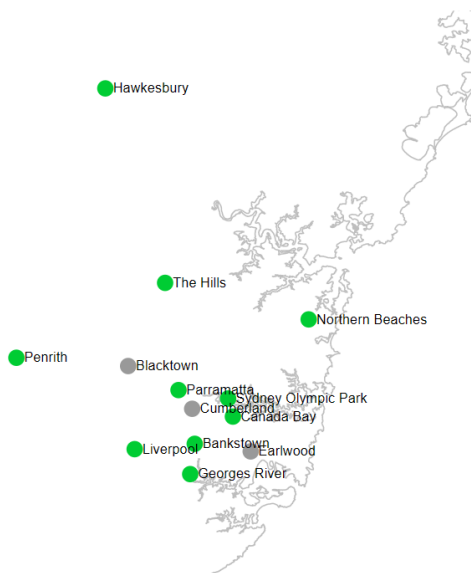 Hawkesbury
The Hills
Northern Beaches
Penrith
Blacktown
Parramatta
Sydney Olympic Park
Cumberland
Canada Bay
Bankstown
Liverpool
Earlwood
Georges River